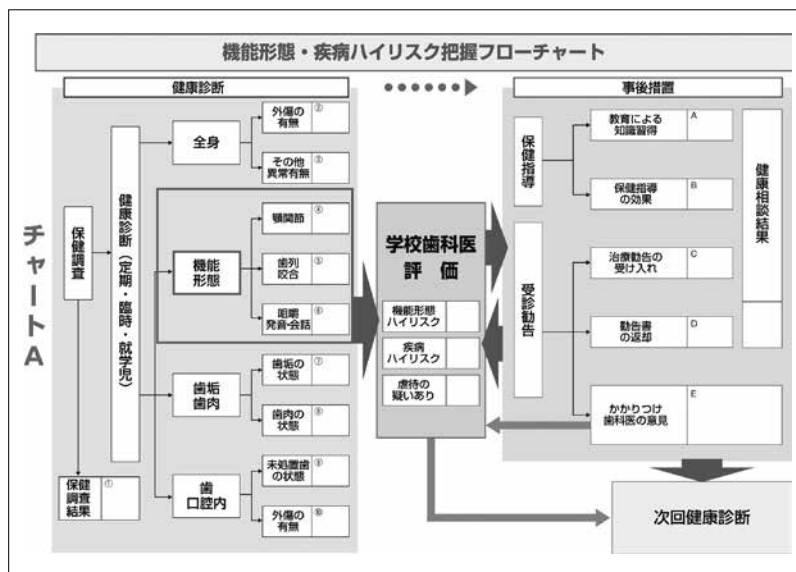 機能形態・疾病ハイリスク把握フローチャート
チャートA
健康診断
保健調査
保健
調査
結果
①
健康診断（定期・臨時・就学児）
全身
外傷の
有無
②
その他
異常有無
③
機能
形態
顎関節
④
歯列
咬合
⑤
咀嚼
発音・会話
⑥
歯垢
歯肉
歯垢の
状態
⑦
歯肉の
状態
⑧
歯
口腔内
未処置歯
の状態
⑨
外傷の
有無
⑩
学校歯科医
評価
機能形態
ハイリスク
疾病
ハイリスク
虐待の
疑いあり
事後措置
保健指導
教育による
知識習得
A
保健指導
の効果
B
受診勧告
治療勧告の
受け入れ
C
勧告書
の返却
D
かかりつけ
歯科医の意見
E
健康相談結果
次回健康診断